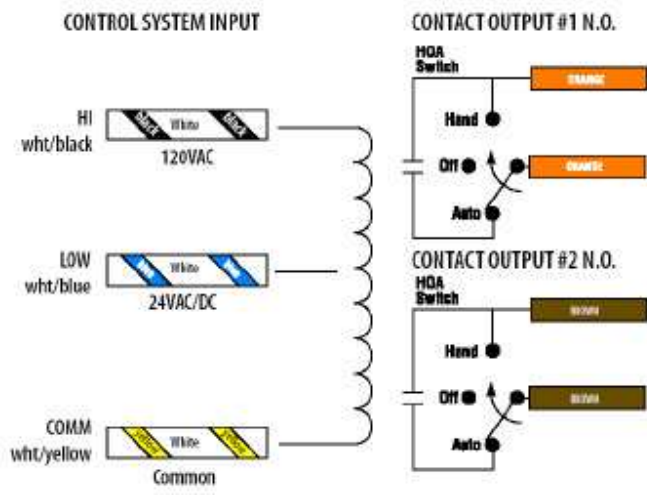 CONTROL SYSTEM INPUT
HI
wht/black
black
White
black
120VAC
LOW
wht/blue
blue
White
blue
24VAC/DC
COMM
wht/yellow
yellow
White
yellow
Common
CONTACT OUTPUT #1 N.O.
HOA
Switch
ORANGE
Hand
Off
ORANGE
Auto
CONTACT OUTPUT #2 N.O.
HOA
Switch
BROWN
Hand
Off
BROWN
Auto